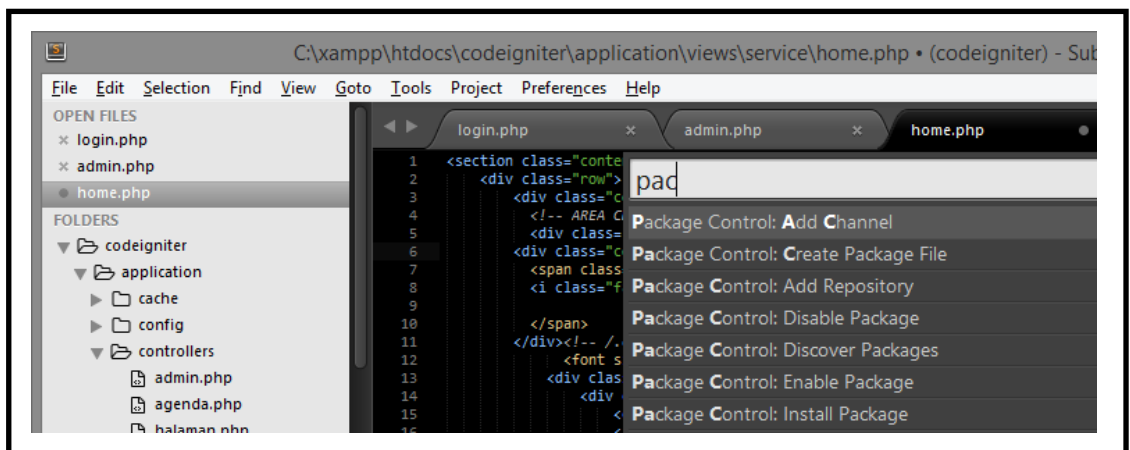 C:\xampp\htdocs\codeigniter\application\views\service\home.php • (codeigniter) - Sub
File Edit Selection Find View Goto Tools Project Preferences Help
OPEN FILES
login.php
admin.php
home.php
FOLDERS
codeigniter
application
cache
config
controllers
admin.php
agenda.php
halaman.php
login.php admin.php home.php
1 <section class="conte
2 <div class="row">
3 <div class="c
4 <!-- AREA C
5 <div class=
6 <div class="c
7 <span class
8 <i class="f
9
10 </span>
11 </div><!-- /.
12 <font s
13 <div clas
14 <div
15 <
16
pac
Package Control: Add Channel
Package Control: Create Package File
Package Control: Add Repository
Package Control: Disable Package
Package Control: Discover Packages
Package Control: Enable Package
Package Control: Install Package